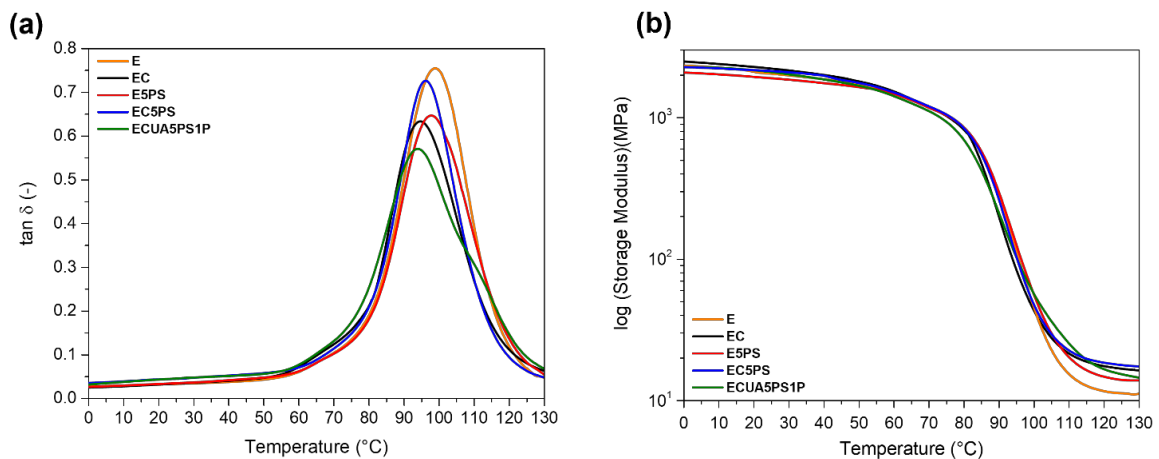 (a)
0.8
0.7
0.6
0.5
0.4
0.3
0.2
0.1
0.0
tan δ (-)
E
EC
E5PS
EC5PS
ECUA5PS1P
0 10 20 30 40 50 60 70 80 90 100 110 120 130
Temperature (°C)
(b)
10³
10²
10¹
log (Storage Modulus)(MPa)
E
EC
E5PS
EC5PS
ECUA5PS1P
0 10 20 30 40 50 60 70 80 90 100 110 120 130
Temperature (°C)